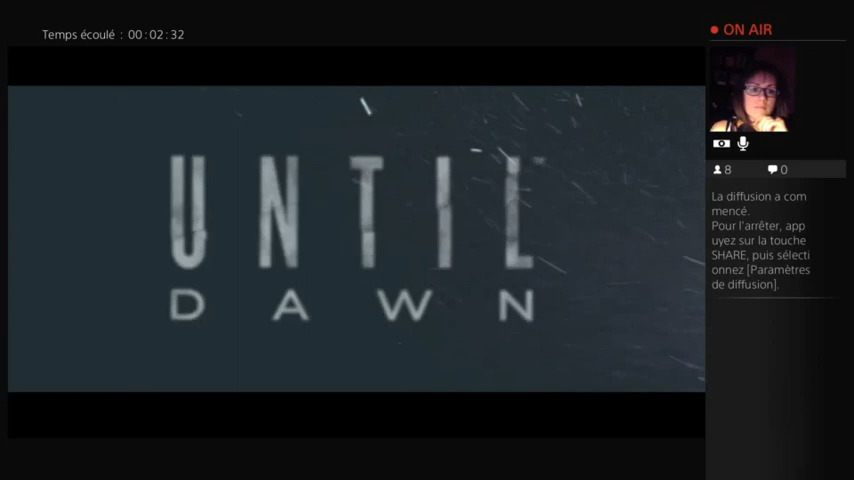 Temps écoulé : 00:02:32
ON AIR
UNTIL
DAWN
8 0
La diffusion a com
mencé.
Pour l'arrêter, app
uyez sur la touche
SHARE, puis sélecti
onnez [Paramètres
de diffusion].